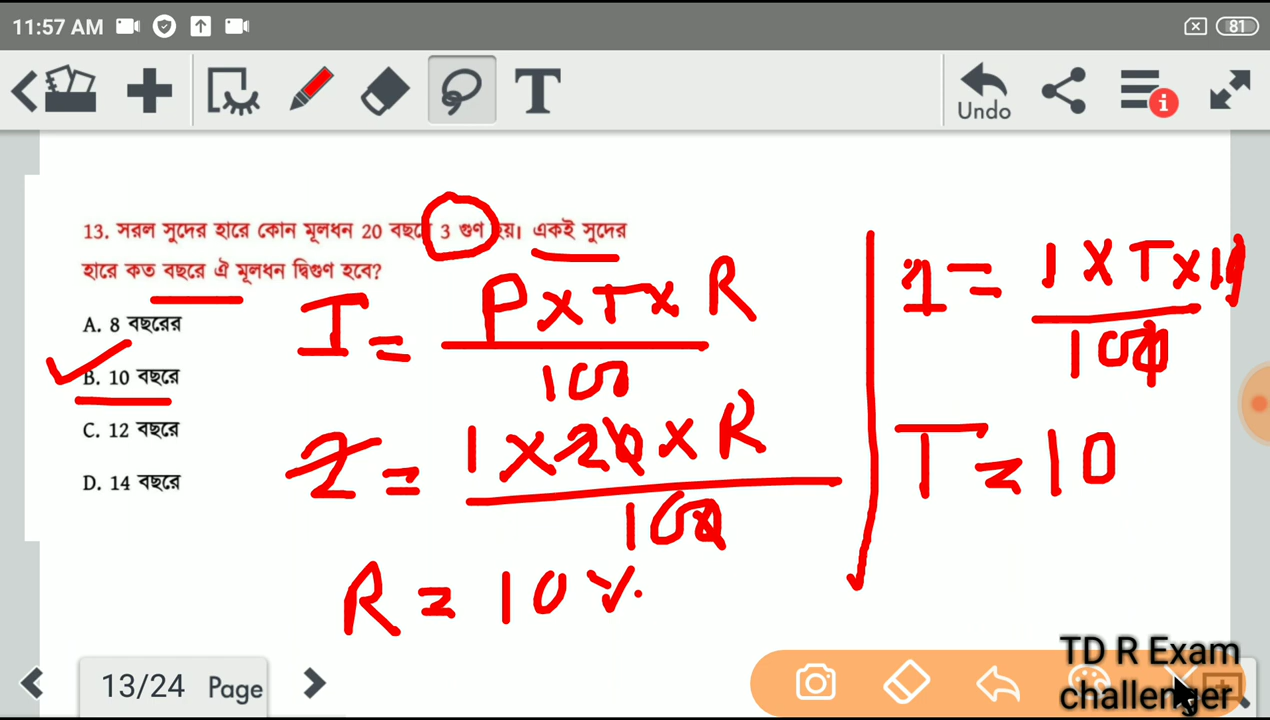 11:57 AM
81
T
Undo
13. সরল সুদের হারে কোন মূলধন 20 বছরে 3 গুণ হয়। একই সুদের
হারে কত বছরে ঐ মূলধন দ্বিগুণ হবে?
A. 8 বছরের
B. 10 বছরে
C. 12 বছরে
D. 14 বছরে
I = P×T×R
100
2 = 1×20×R
100
R = 10%
1 = 1×T×10
100
T = 10
13/24 Page
TD R Exam
challenger